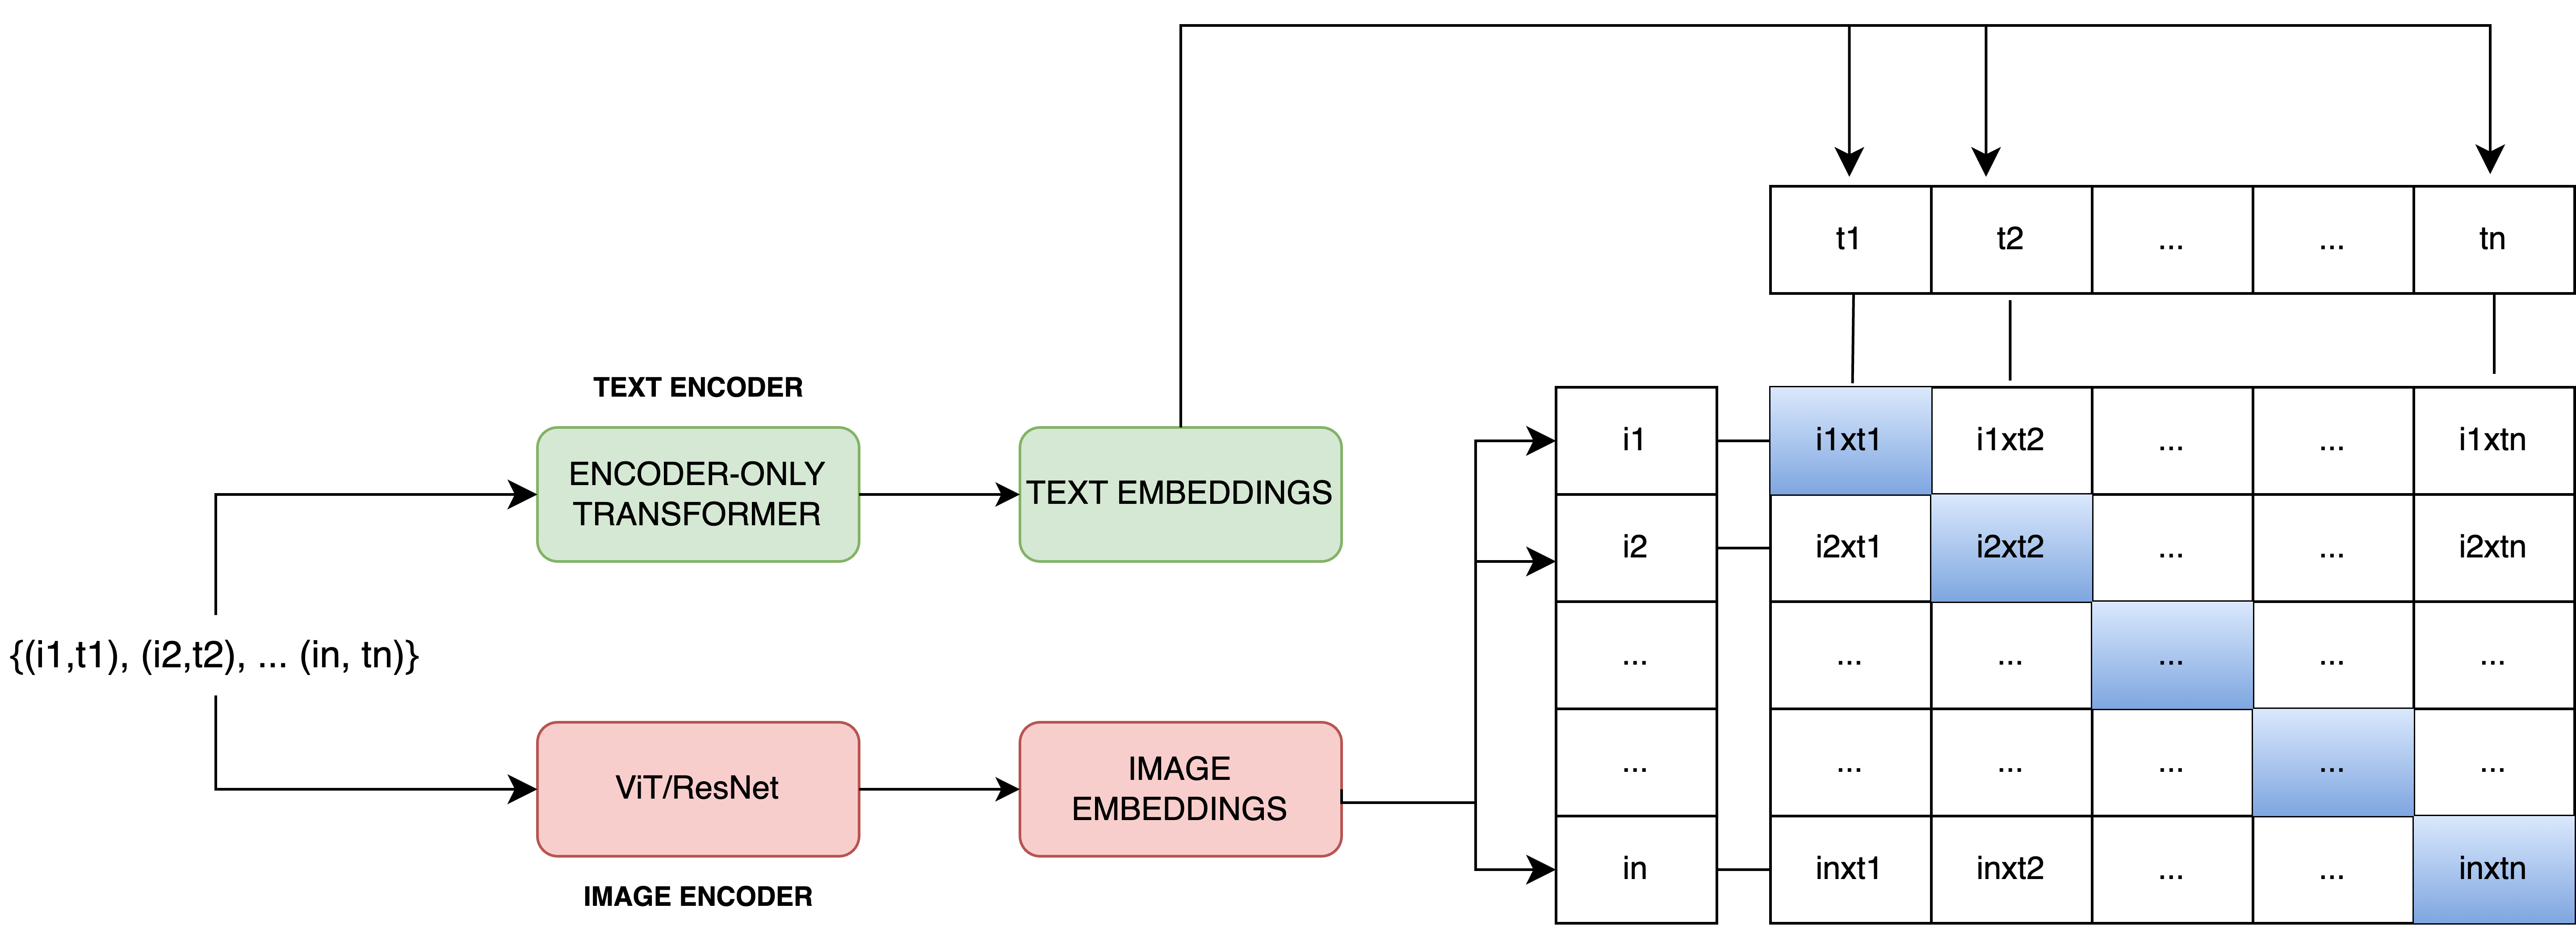 t1 t2 ... ... tn
TEXT ENCODER
ENCODER-ONLY
TRANSFORMER
TEXT EMBEDDINGS
{(i1,t1), (i2,t2), ... (in, tn)}
ViT/ResNet
IMAGE
EMBEDDINGS
IMAGE ENCODER
i1 i1xt1 i1xt2 ... ... i1xtn
i2 i2xt1 i2xt2 ... ... i2xtn
... ... ... ... ... ...
... ... ... ... ... ...
in inxt1 inxt2 ... ... inxtn